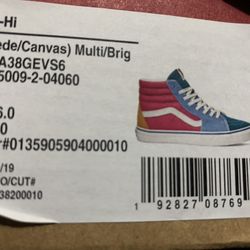 -Hi
ede/Canvas) Multi/Brig
A38GEVS6
5009-2-04060
6.0
0
r#0135905904000010
/19
O/CUT#
38200010
1 92827 08769